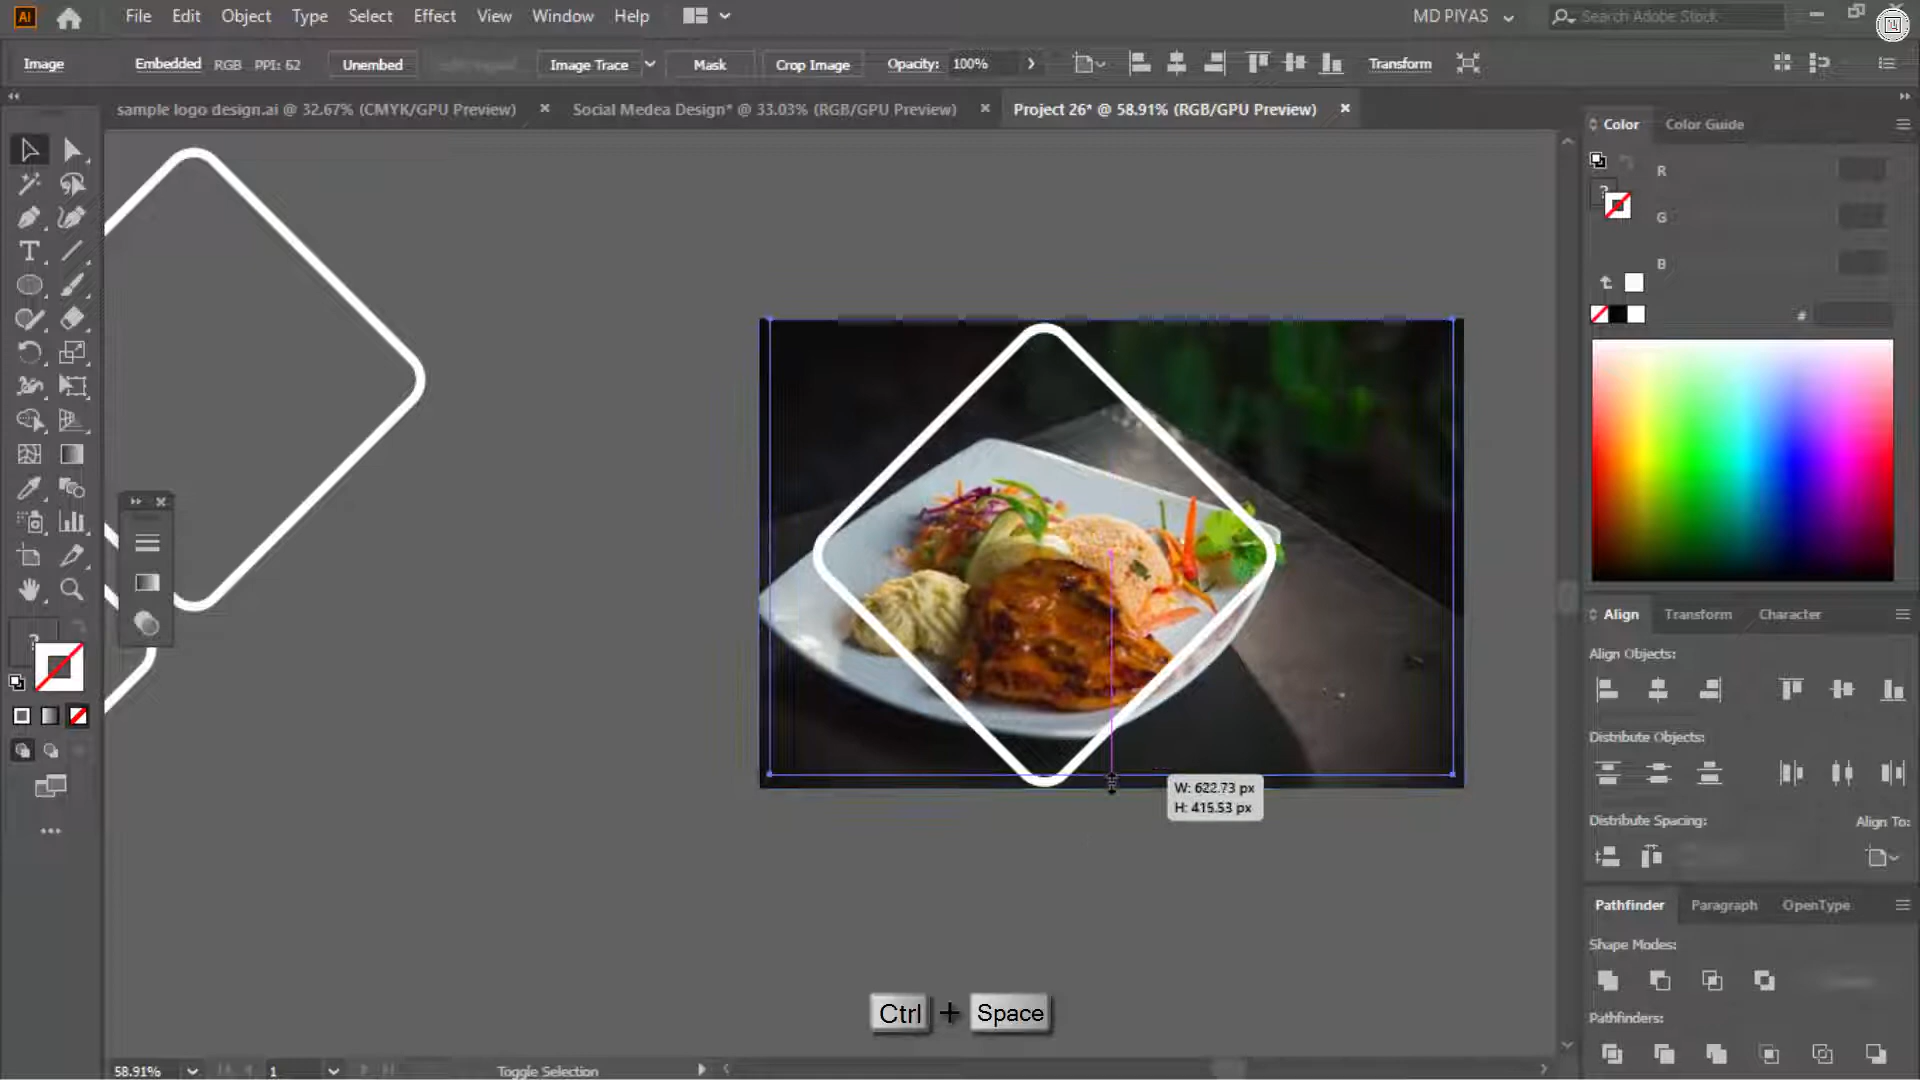 Ai File Edit Object Type Select Effect View Window Help MD PIYAS Search Adobe Stock
Image Embedded RGB PPI: 62 Unembed Image Trace Mask Crop Image Opacity: 100% Transform
sample logo design.ai @ 32.67% (CMYK/GPU Preview) Social Medea Design* @ 33.03% (RGB/GPU Preview) Project 26* @ 58.91% (RGB/GPU Preview)
Color Color Guide
R
G
B
#
Align Transform Character
Align Objects:
Distribute Objects:
W: 622.73 px
H: 415.53 px
Distribute Spacing: Align To:
Pathfinder Paragraph OpenType
Shape Modes:
Ctrl + Space
Pathfinders:
58.91% 1 Toggle Selection